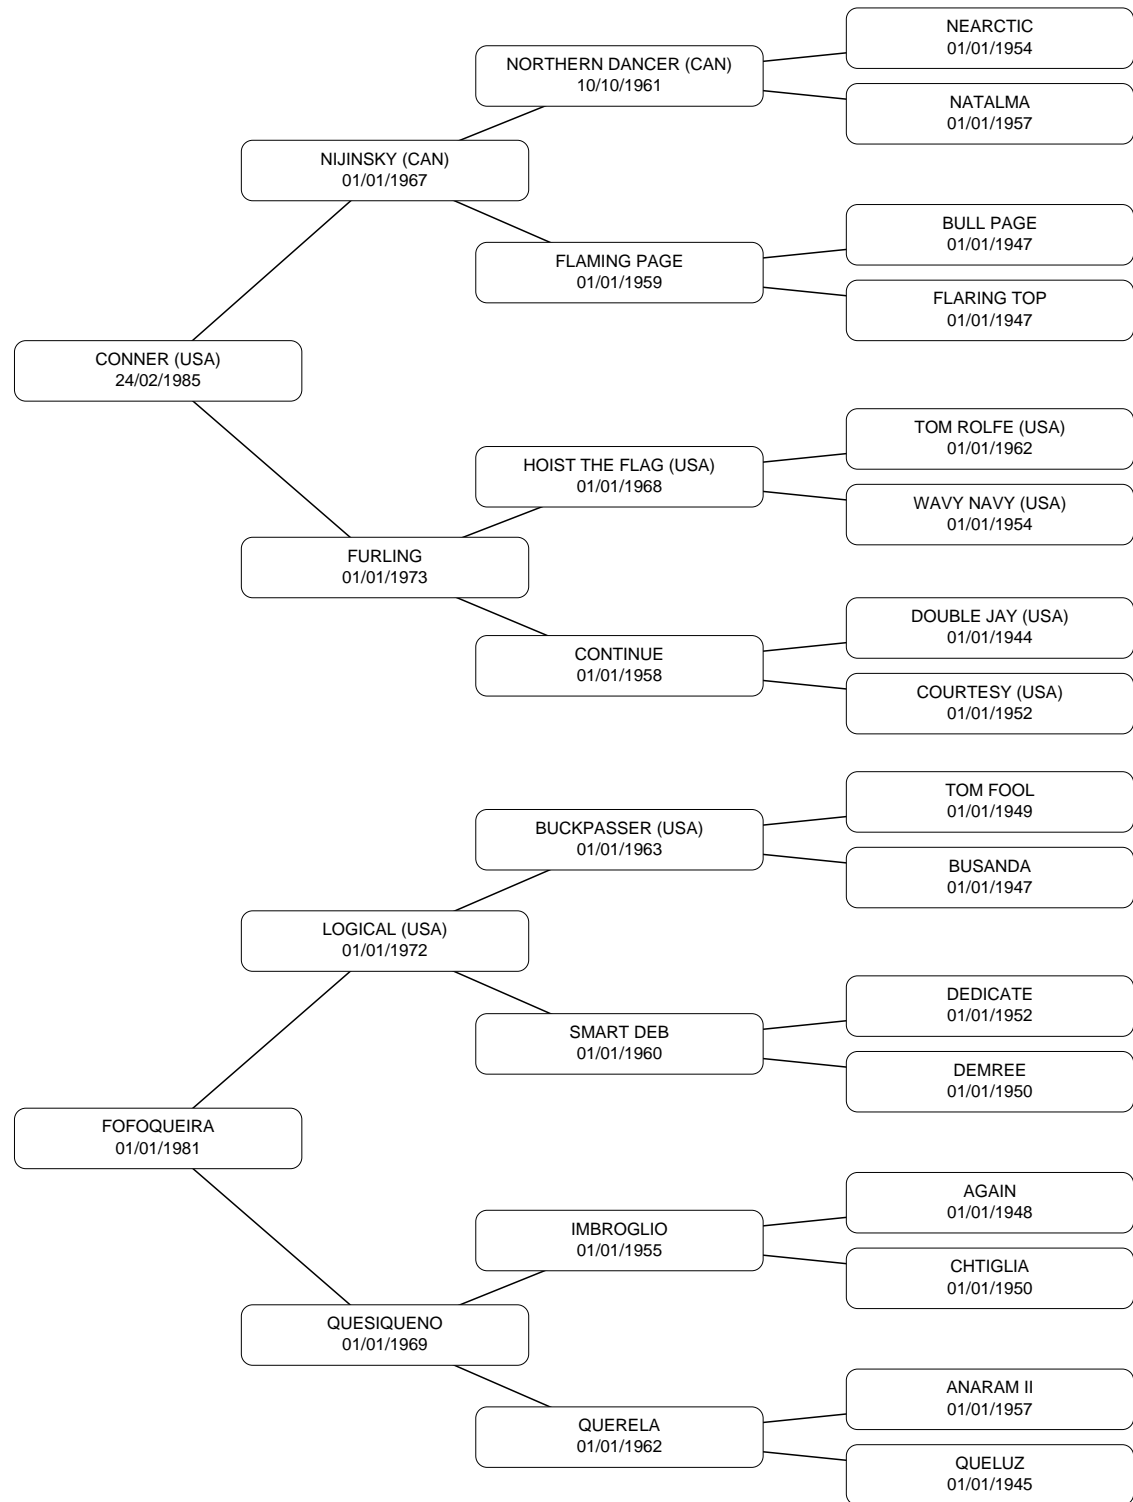 NEARCTIC
01/01/1954
NORTHERN DANCER (CAN)
10/10/1961
NATALMA
01/01/1957
NIJINSKY (CAN)
01/01/1967
BULL PAGE
01/01/1947
FLAMING PAGE
01/01/1959
FLARING TOP
01/01/1947
CONNER (USA)
24/02/1985
TOM ROLFE (USA)
01/01/1962
HOIST THE FLAG (USA)
01/01/1968
WAVY NAVY (USA)
01/01/1954
FURLING
01/01/1973
DOUBLE JAY (USA)
01/01/1944
CONTINUE
01/01/1958
COURTESY (USA)
01/01/1952
TOM FOOL
01/01/1949
BUCKPASSER (USA)
01/01/1963
BUSANDA
01/01/1947
LOGICAL (USA)
01/01/1972
DEDICATE
01/01/1952
SMART DEB
01/01/1960
DEMREE
01/01/1950
FOFOQUEIRA
01/01/1981
AGAIN
01/01/1948
IMBROGLIO
01/01/1955
CHTIGLIA
01/01/1950
QUESIQUENO
01/01/1969
ANARAM II
01/01/1957
QUERELA
01/01/1962
QUELUZ
01/01/1945